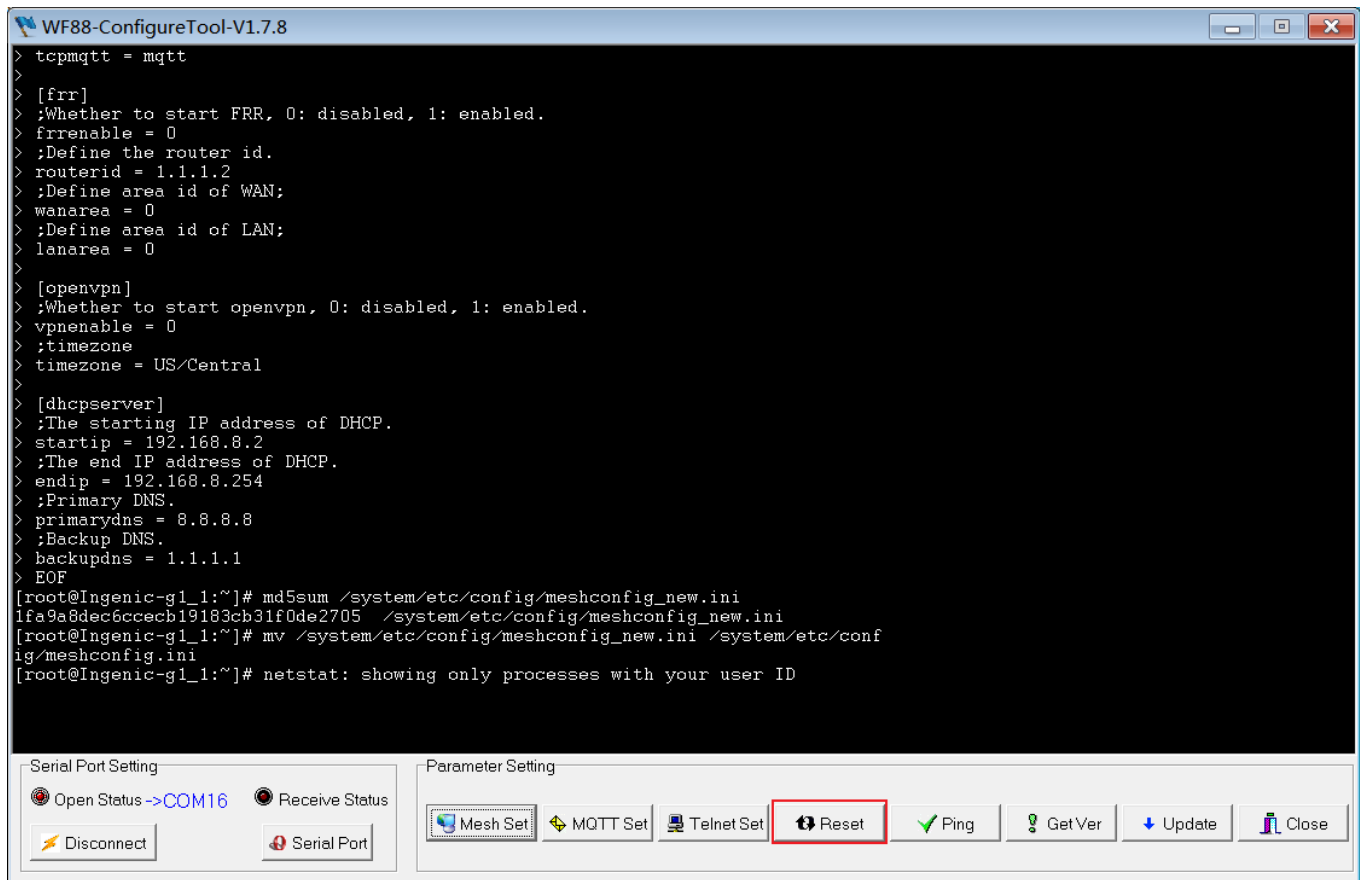 WF88-ConfigureTool-V1.7.8
> tcpmqtt = mqtt
>
> [frr]
> ;Whether to start FRR, 0: disabled, 1: enabled.
> frrenable = 0
> ;Define the router id.
> routerid = 1.1.1.2
> ;Define area id of WAN;
> wanarea = 0
> ;Define area id of LAN;
> lanarea = 0
>
> [openvpn]
> ;Whether to start openvpn, 0: disabled, 1: enabled.
> vpnenable = 0
> ;timezone
> timezone = US/Central
>
> [dhcpserver]
> ;The starting IP address of DHCP.
> startip = 192.168.8.2
> ;The end IP address of DHCP.
> endip = 192.168.8.254
> ;Primary DNS.
> primarydns = 8.8.8.8
> ;Backup DNS.
> backupdns = 1.1.1.1
> EOF
[root@Ingenic-g1_1:~]# md5sum /system/etc/config/meshconfig_new.ini
1fa9a8dec6ccecb19183cb31f0de2705  /system/etc/config/meshconfig_new.ini
[root@Ingenic-g1_1:~]# mv /system/etc/config/meshconfig_new.ini /system/etc/conf
ig/meshconfig.ini
[root@Ingenic-g1_1:~]# netstat: showing only processes with your user ID
Serial Port Setting
Open Status ->COM16 Receive Status
Disconnect Serial Port
Parameter Setting
Mesh Set MQTT Set Telnet Set Reset Ping Get Ver Update Close